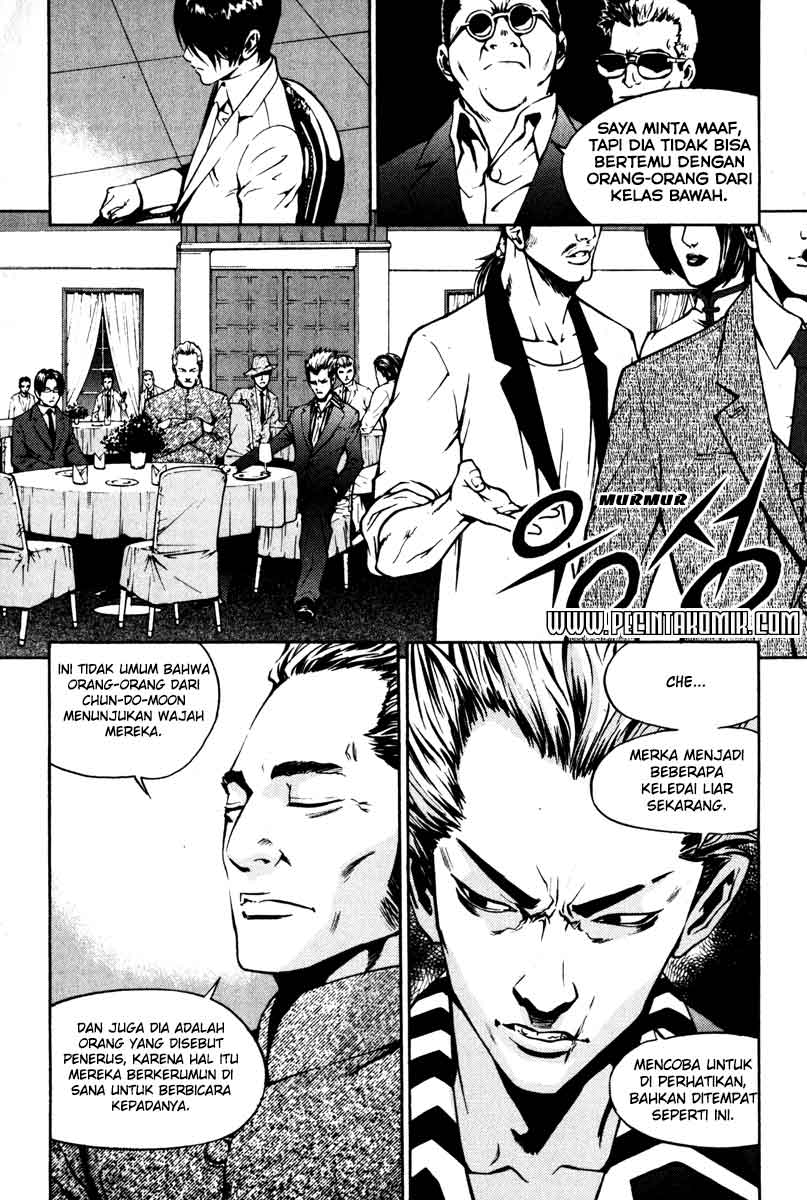 SAYA MINTA MAAF,
TAPI DIA TIDAK BISA
BERTEMU DENGAN
ORANG-ORANG DARI
KELAS BAWAH.
MURMUR
웅성
WWW.PECINTAKOMIK.COM
INI TIDAK UMUM BAHWA
ORANG-ORANG DARI
CHUN-DO-MOON
MENUNJUKAN WAJAH
MEREKA.
CHE...
MERKA MENJADI
BEBERAPA
KELEDAI LIAR
SEKARANG.
DAN JUGA DIA ADALAH
ORANG YANG DISEBUT
PENERUS, KARENA HAL ITU
MEREKA BERKERUMUN DI
SANA UNTUK BERBICARA
KEPADANYA.
MENCOBA UNTUK
DI PERHATIKAN,
BAHKAN DITEMPAT
SEPERTI INI.